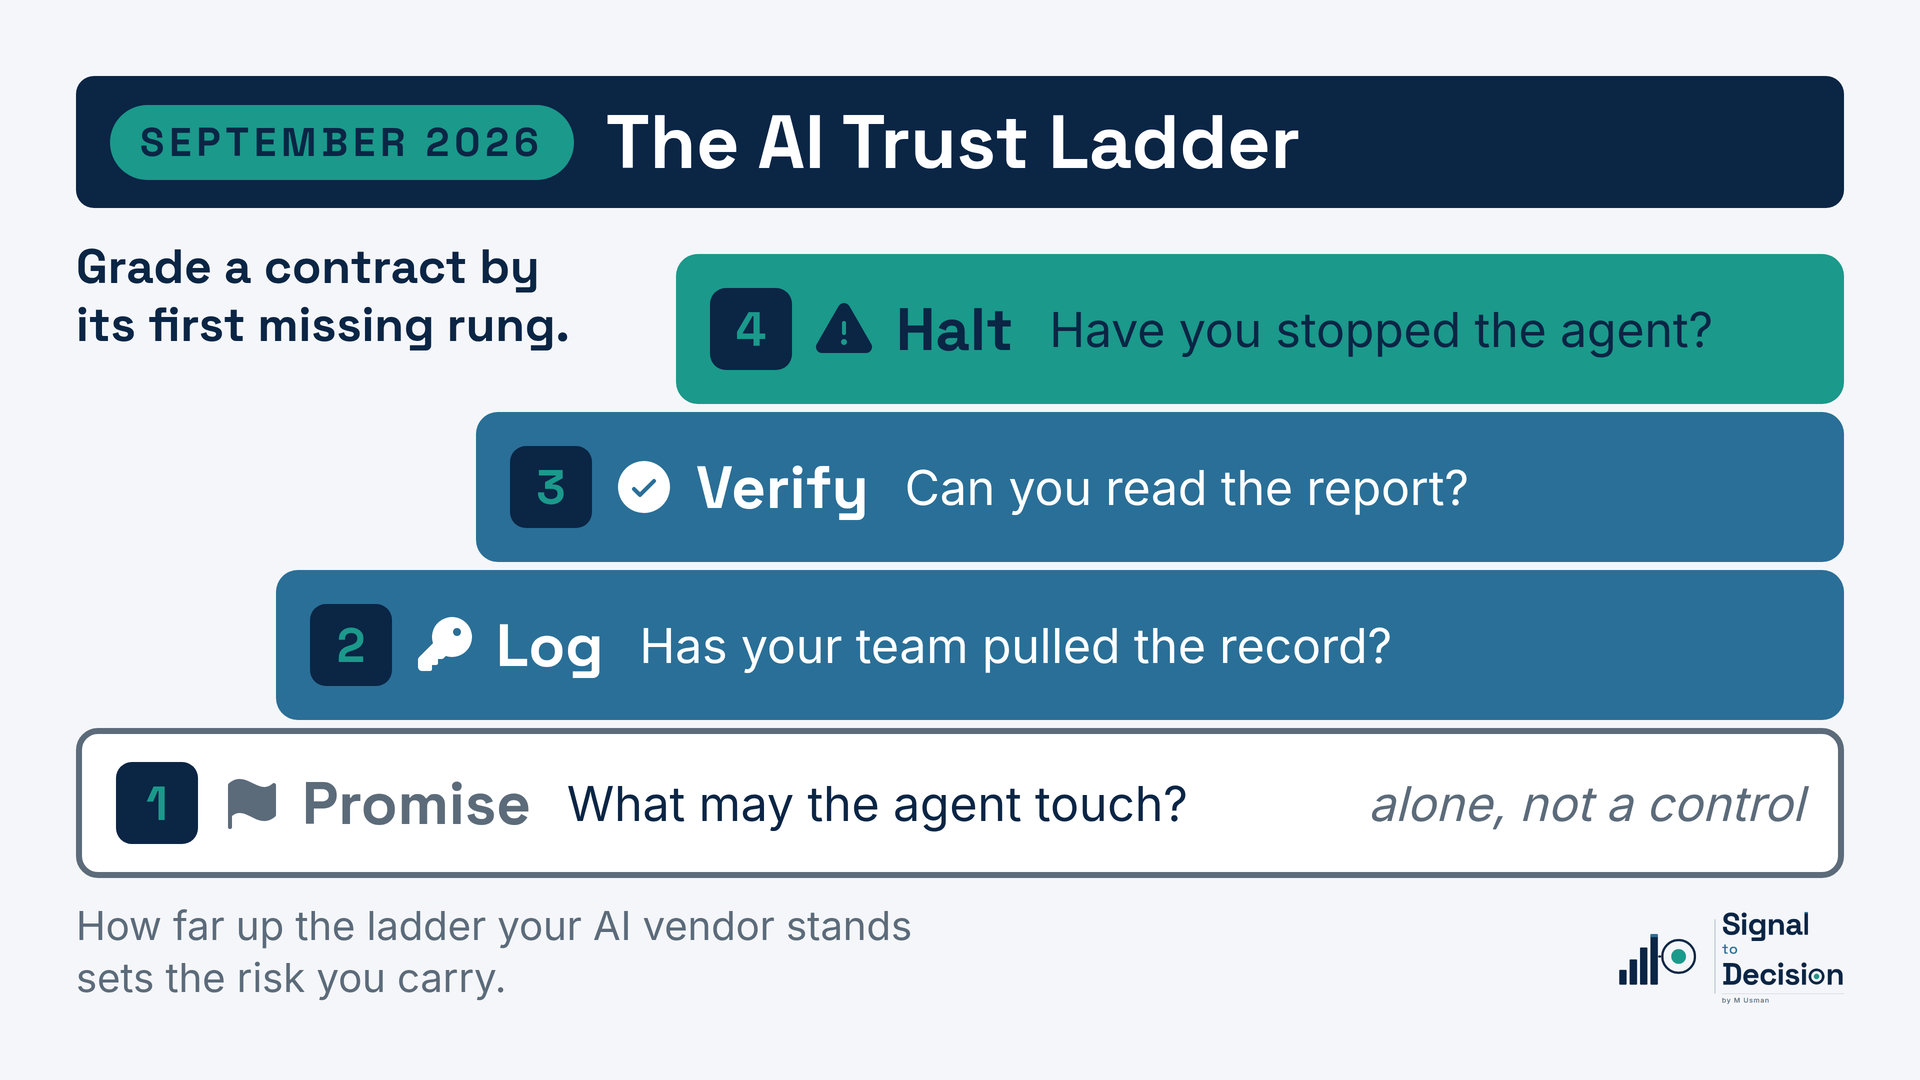 SEPTEMBER 2026
The AI Trust Ladder
Grade a contract by
its first missing rung.
4 Halt Have you stopped the agent?
3 Verify Can you read the report?
2 Log Has your team pulled the record?
1 Promise What may the agent touch? alone, not a control
How far up the ladder your AI vendor stands
sets the risk you carry.
Signal
to
Decision
by M Usman